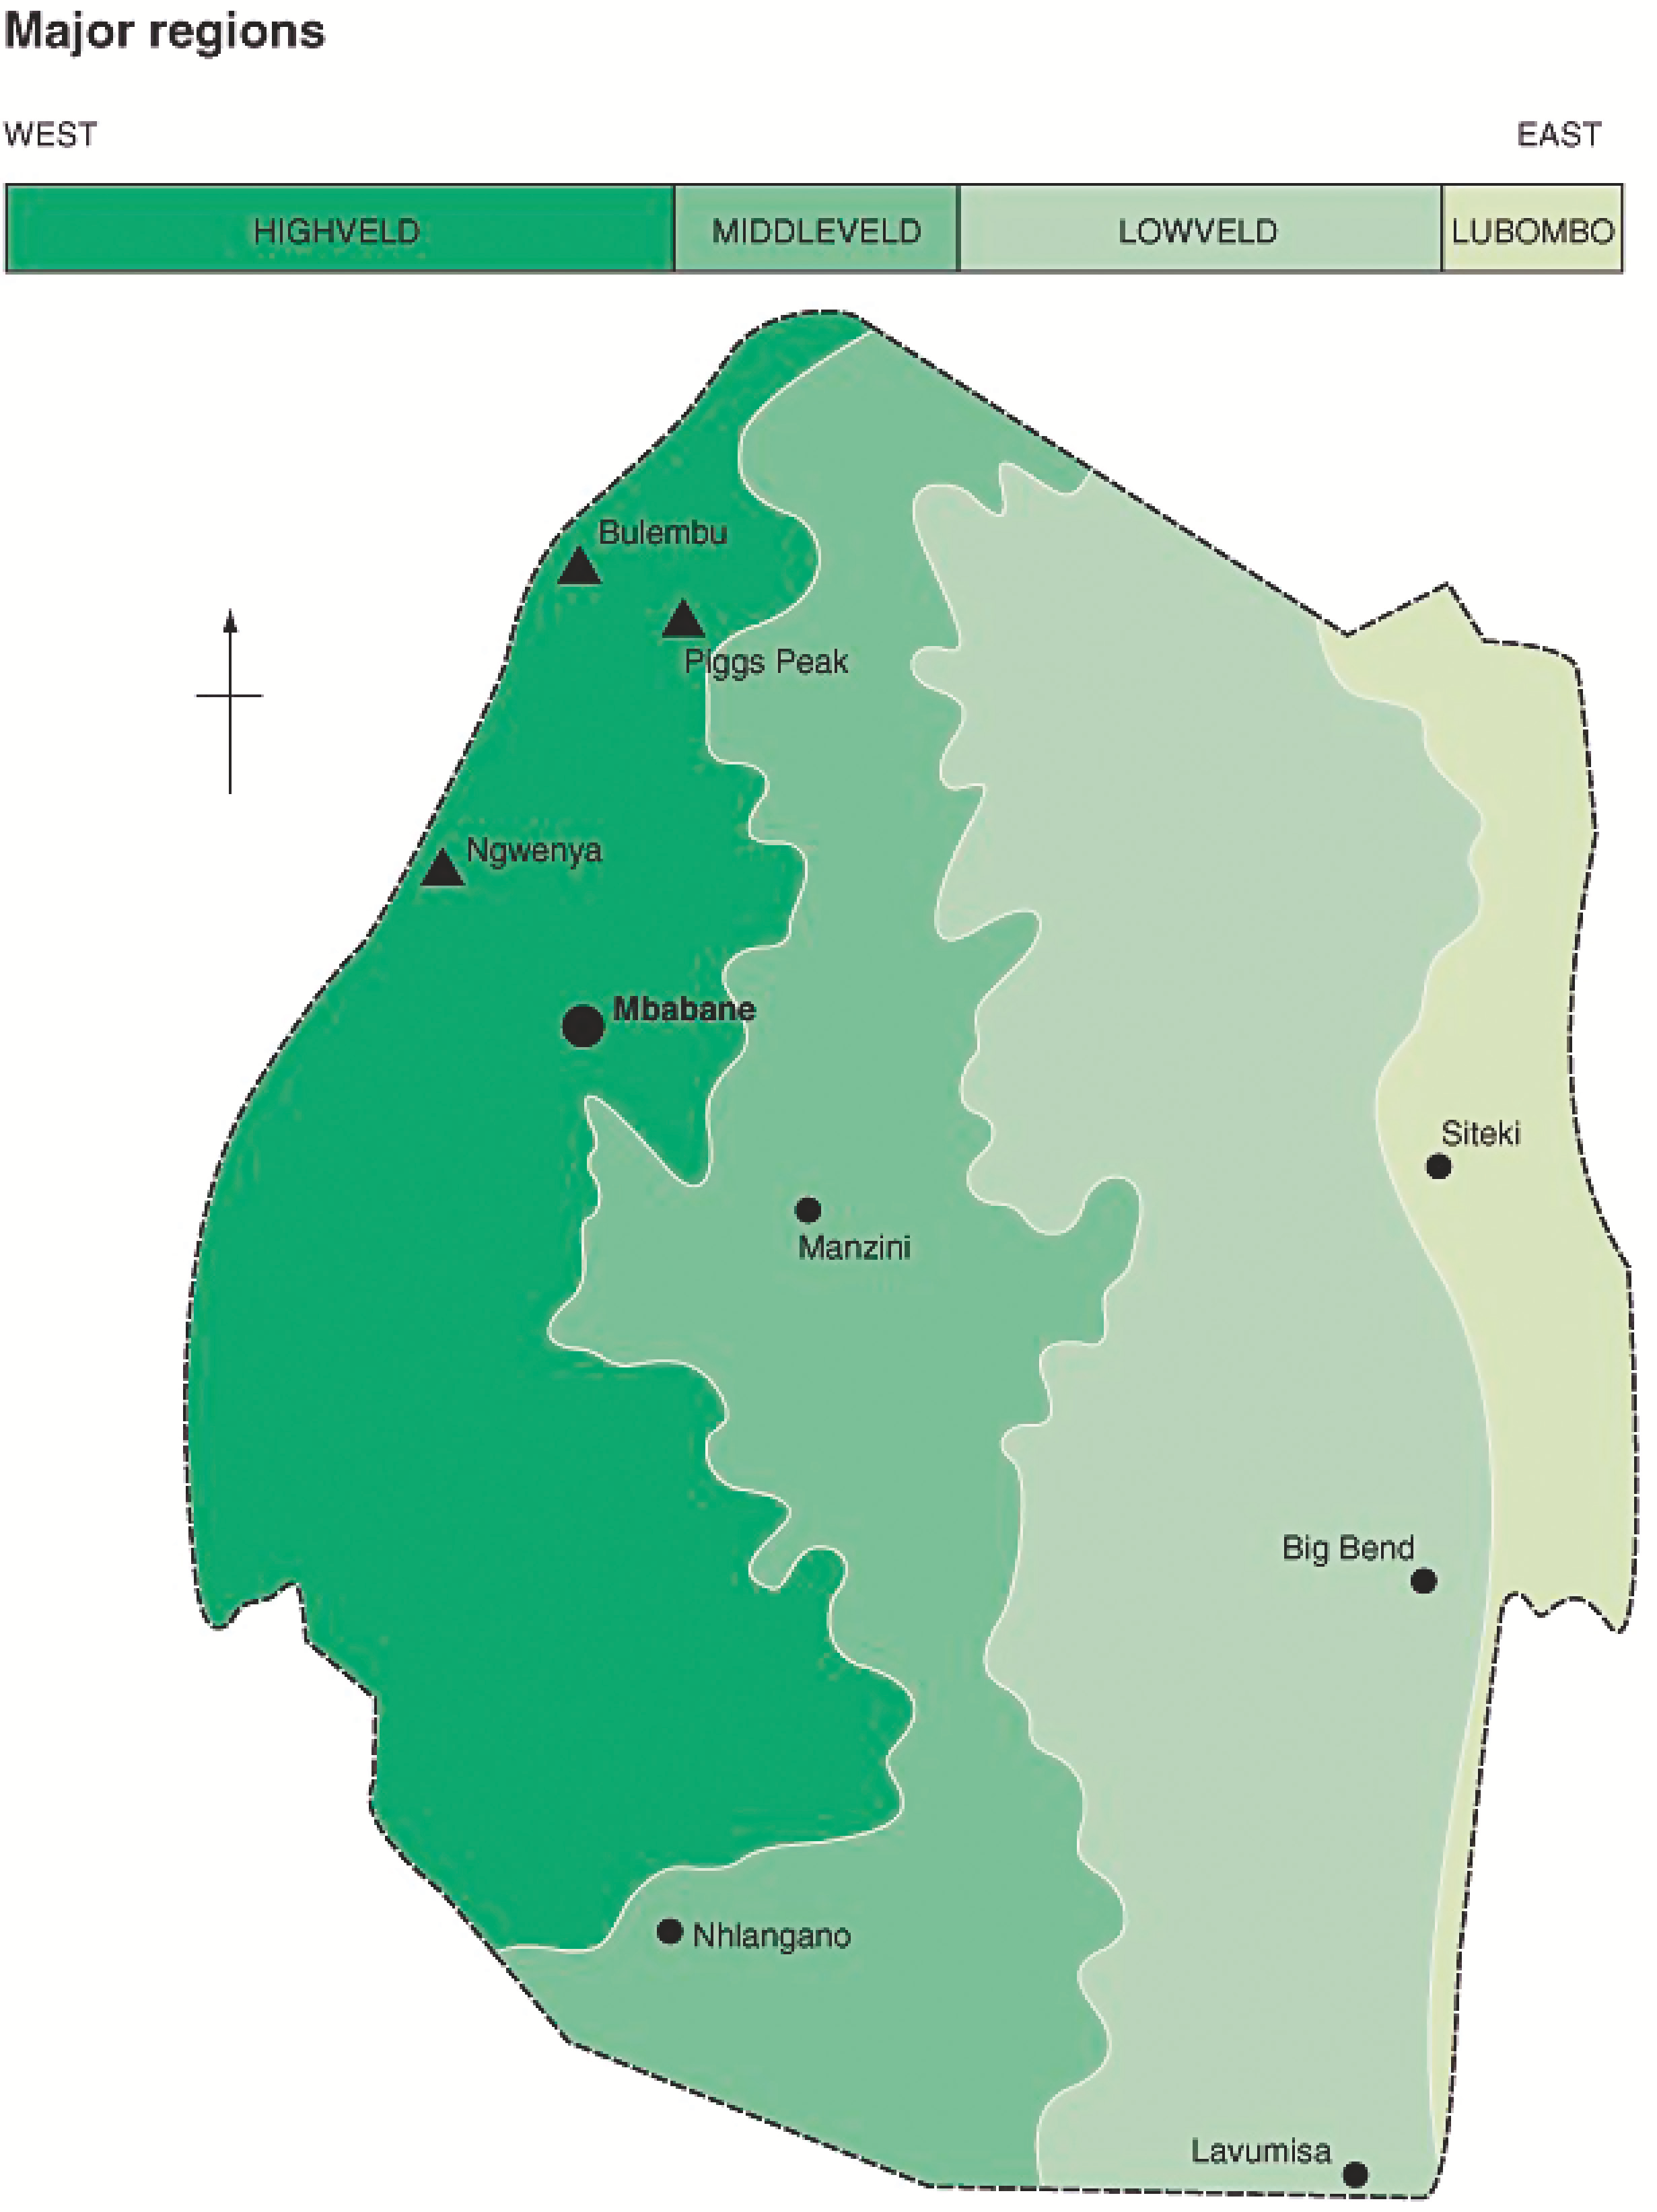 Major regions
WEST EAST
HIGHVELD MIDDLEVELD LOWVELD LUBOMBO
Bulembu
Piggs Peak
Ngwenya
Mbabane
Siteki
Manzini
Big Bend
Nhlangano
Lavumisa